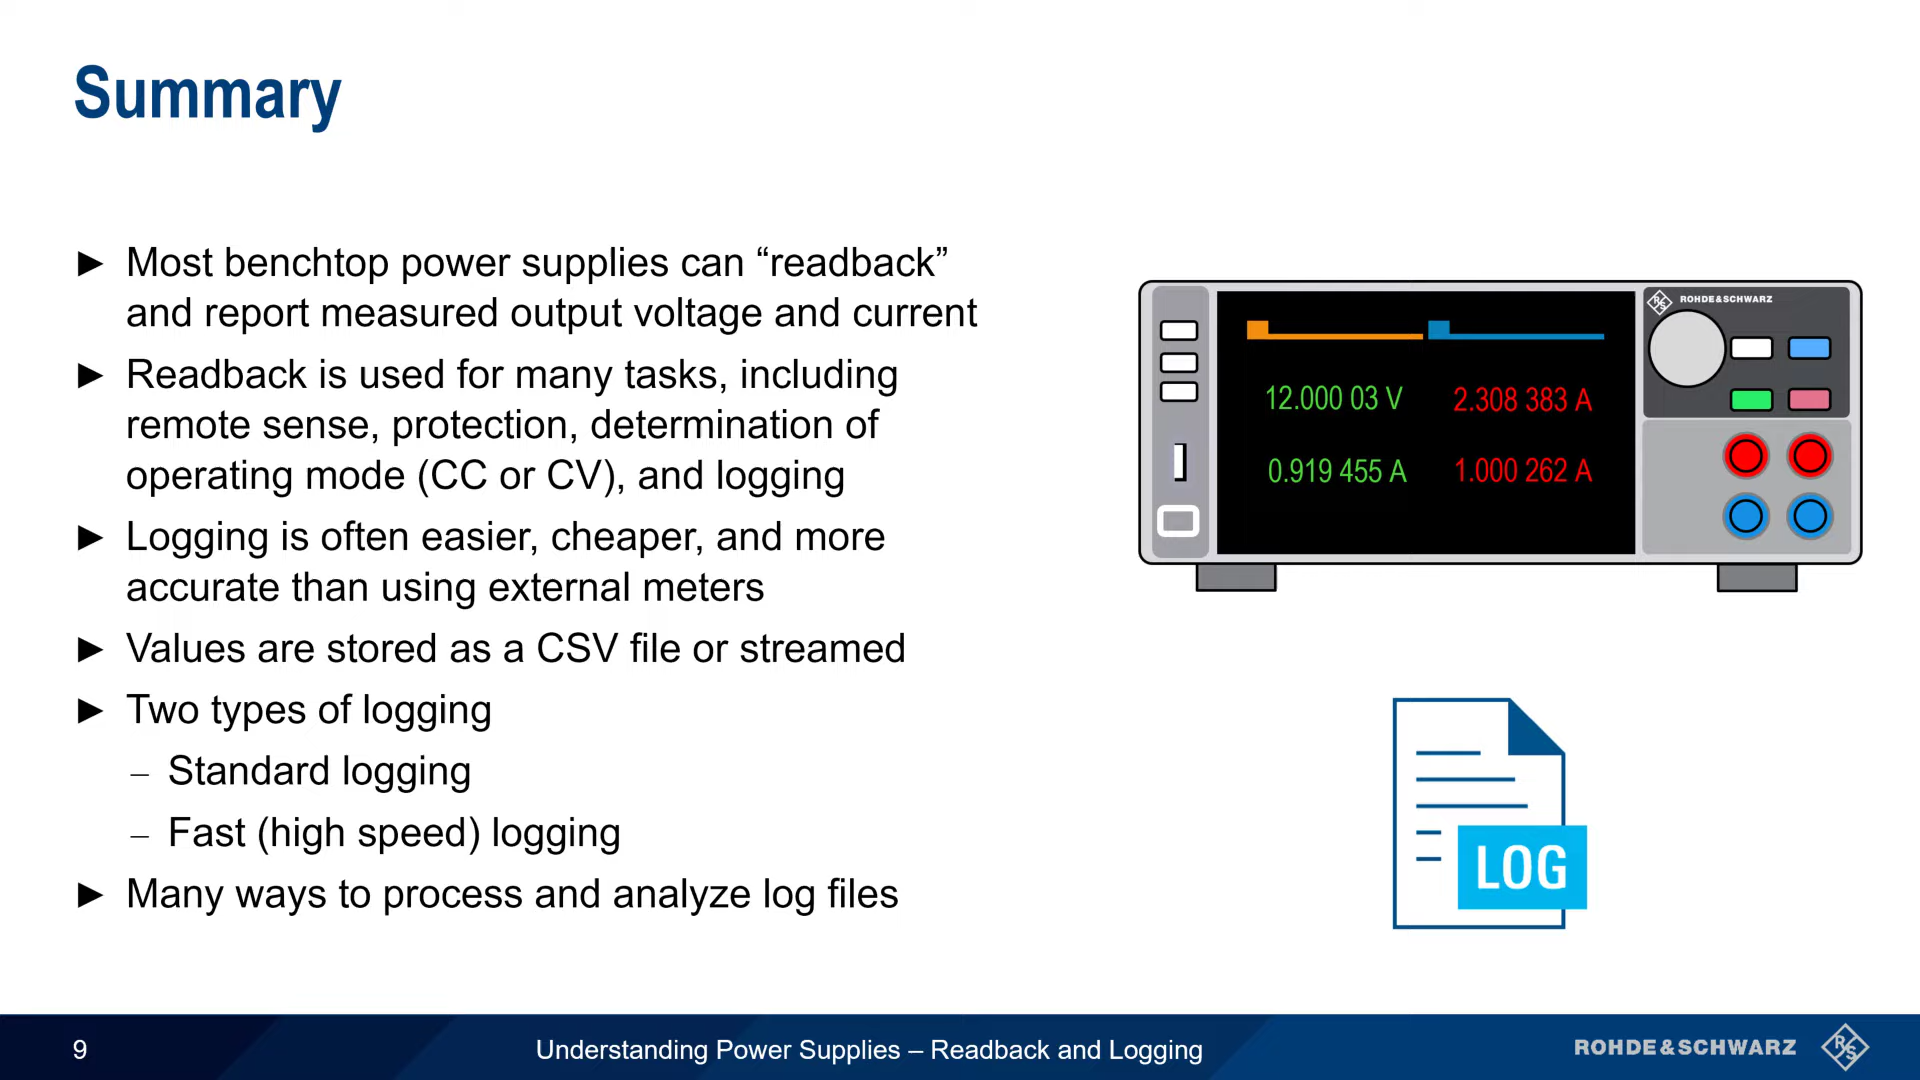 Summary
► Most benchtop power supplies can “readback”
and report measured output voltage and current
► Readback is used for many tasks, including
remote sense, protection, determination of
operating mode (CC or CV), and logging
► Logging is often easier, cheaper, and more
accurate than using external meters
► Values are stored as a CSV file or streamed
► Two types of logging
– Standard logging
– Fast (high speed) logging
► Many ways to process and analyze log files
R&S ROHDE&SCHWARZ
12.000 03 V 2.308 383 A
0.919 455 A 1.000 262 A
LOG
9 Understanding Power Supplies – Readback and Logging ROHDE&SCHWARZ R&S